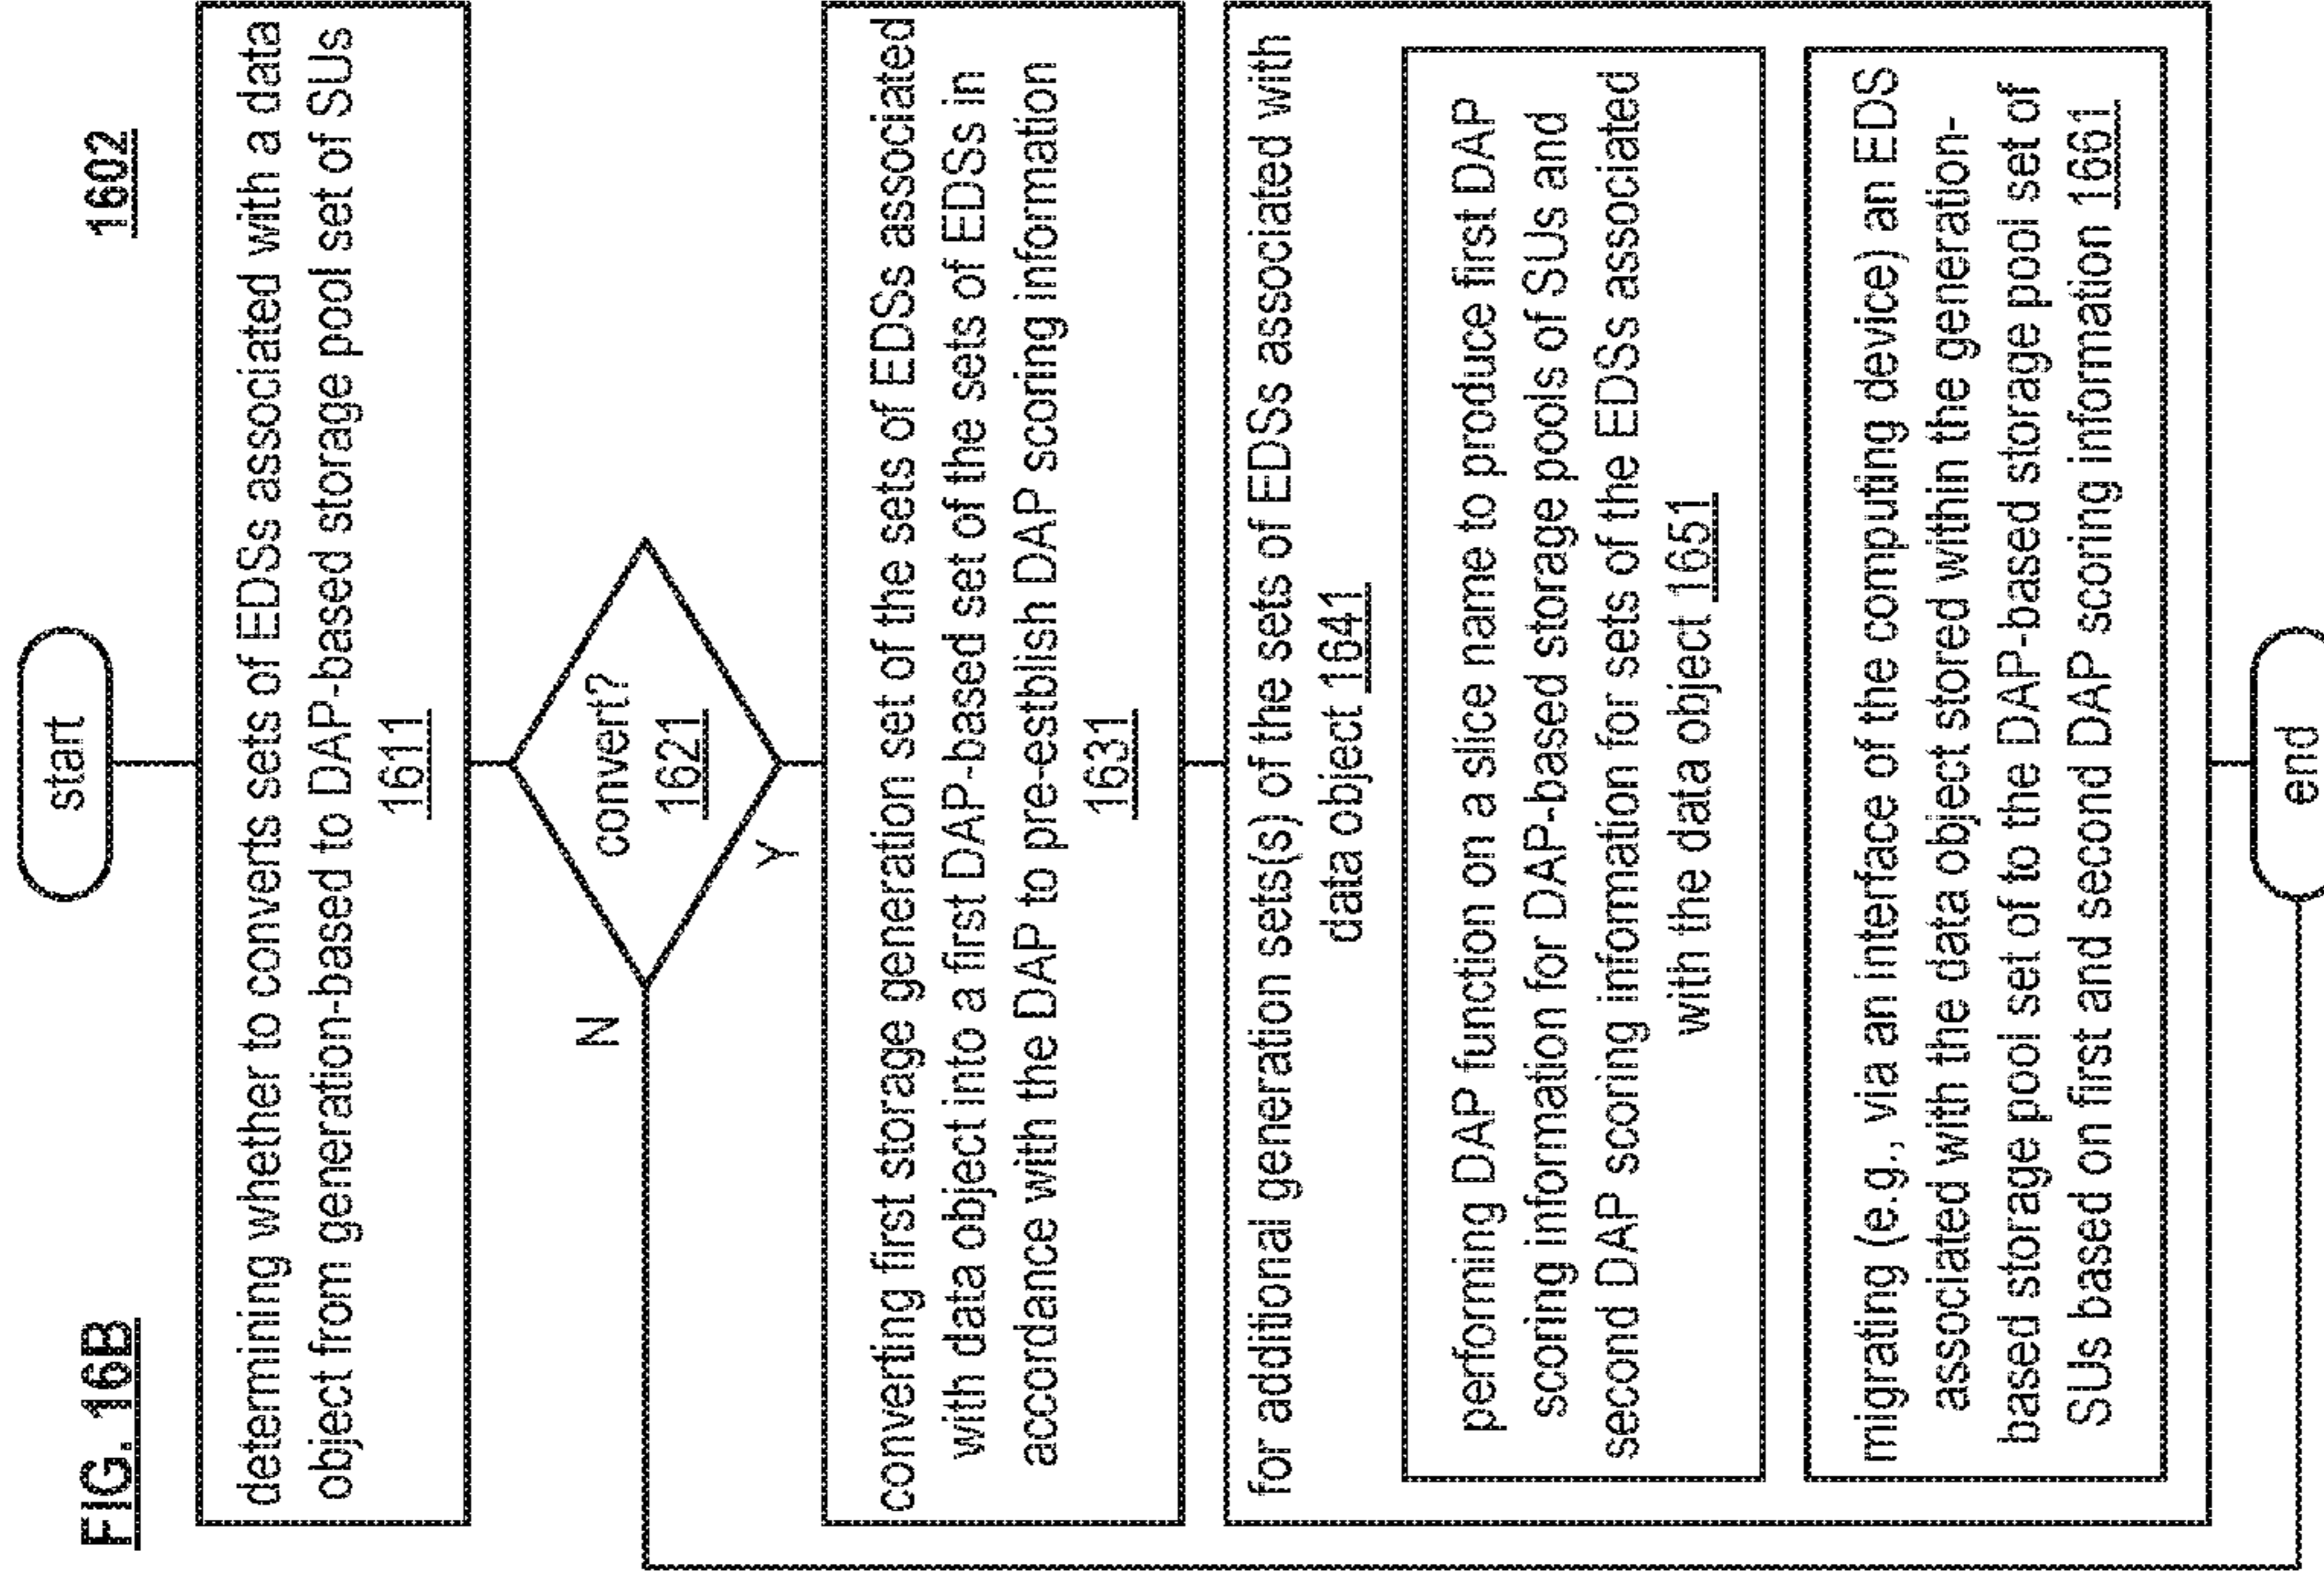 FIG. 16B
1602
start
determining whether to converts sets of EDSs associated with a data
object from generation-based to DAP-based storage pool set of SUs
1611
convert?
1621
N
Y
converting first storage generation set of the sets of EDSs associated
with data object into a first DAP-based set of the sets of EDSs in
accordance with the DAP to pre-establish DAP scoring information
1631
for additional generation sets(s) of the sets of EDSs associated with
data object 1641
performing DAP function on a slice name to produce first DAP
scoring information for DAP-based storage pools of SUs and
second DAP scoring information for sets of the EDSs associated
with the data object 1651
migrating (e.g., via an interface of the computing device) an EDS
associated with the data object stored within the generation-
based storage pool set of to the DAP-based storage pool set of
SUs based on first and second DAP scoring information 1661
end